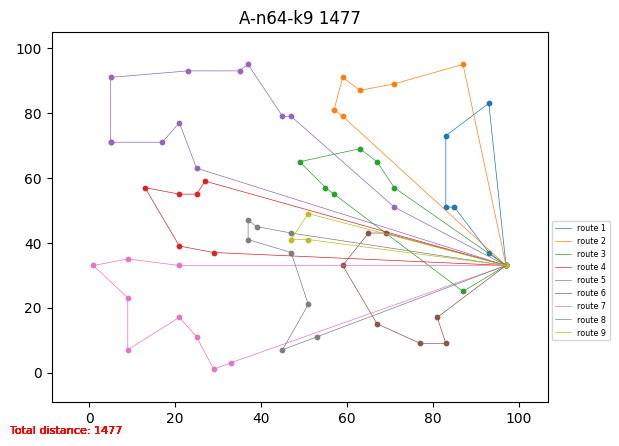 A-n64-k9 1477
100
80
60
40
20
0
0 20 40 60 80 100
route 1
route 2
route 3
route 4
route 5
route 6
route 7
route 8
route 9
Total distance: 1477